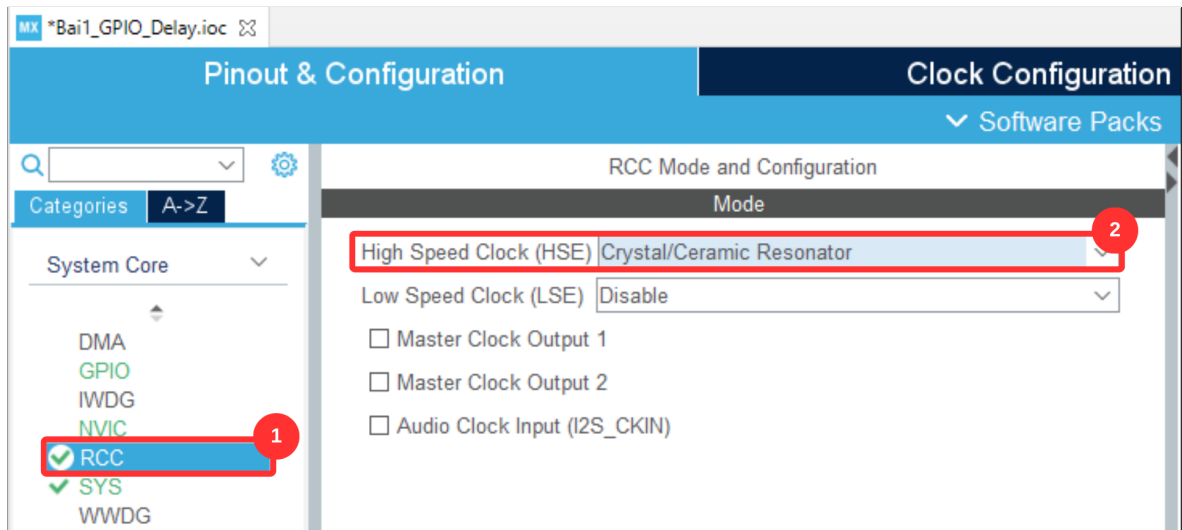 MX *Bai1_GPIO_Delay.ioc
Pinout & Configuration
Clock Configuration
Software Packs
Categories
A->Z
System Core
DMA
GPIO
IWDG
NVIC
1
RCC
SYS
WWDG
RCC Mode and Configuration
Mode
2
High Speed Clock (HSE) Crystal/Ceramic Resonator
Low Speed Clock (LSE) Disable
Master Clock Output 1
Master Clock Output 2
Audio Clock Input (I2S_CKIN)